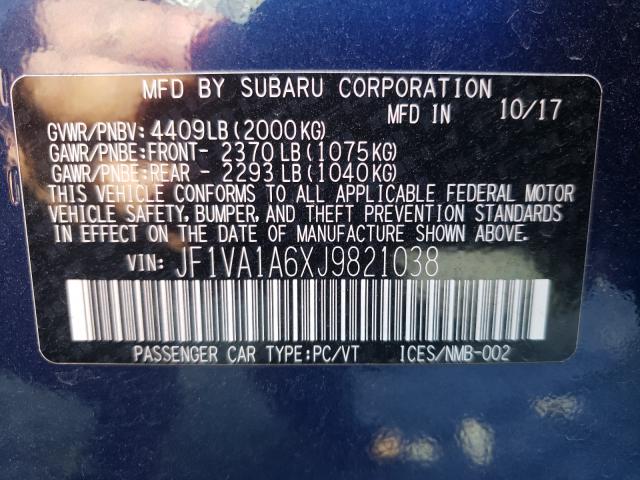 MFD BY SUBARU CORPORATION
MFD IN 10/17
GVWR/PNBV: 4409LB(2000KG)
GAWR/PNBE:FRONT- 2370LB(1075KG)
GAWR/PNBE:REAR - 2293LB(1040KG)
THIS VEHICLE CONFORMS TO ALL APPLICABLE FEDERAL MOTOR
VEHICLE SAFETY, BUMPER, AND THEFT PREVENTION STANDARDS
IN EFFECT ON THE DATE OF MANUFACTURE SHOWN ABOVE.
VIN: JF1VA1A6XJ9821038
PASSENGER CAR TYPE:PC/VT ICES/NMB-002